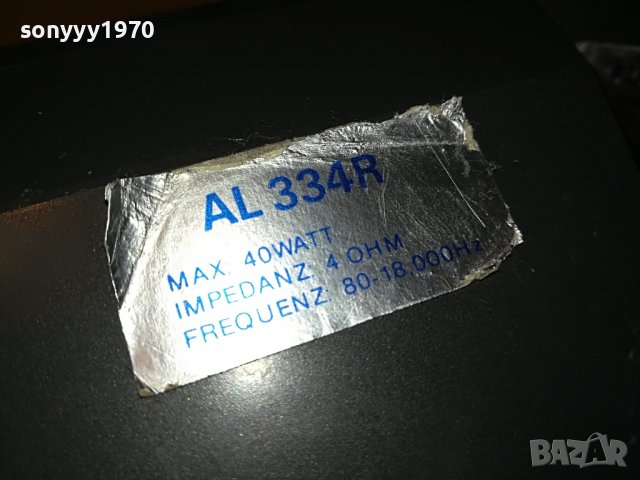 sonyyy1970
AL 334R
MAX. 40WATT
IMPEDANZ. 4 OHM
FREQUENZ. 80-18.000Hz
BAZAR